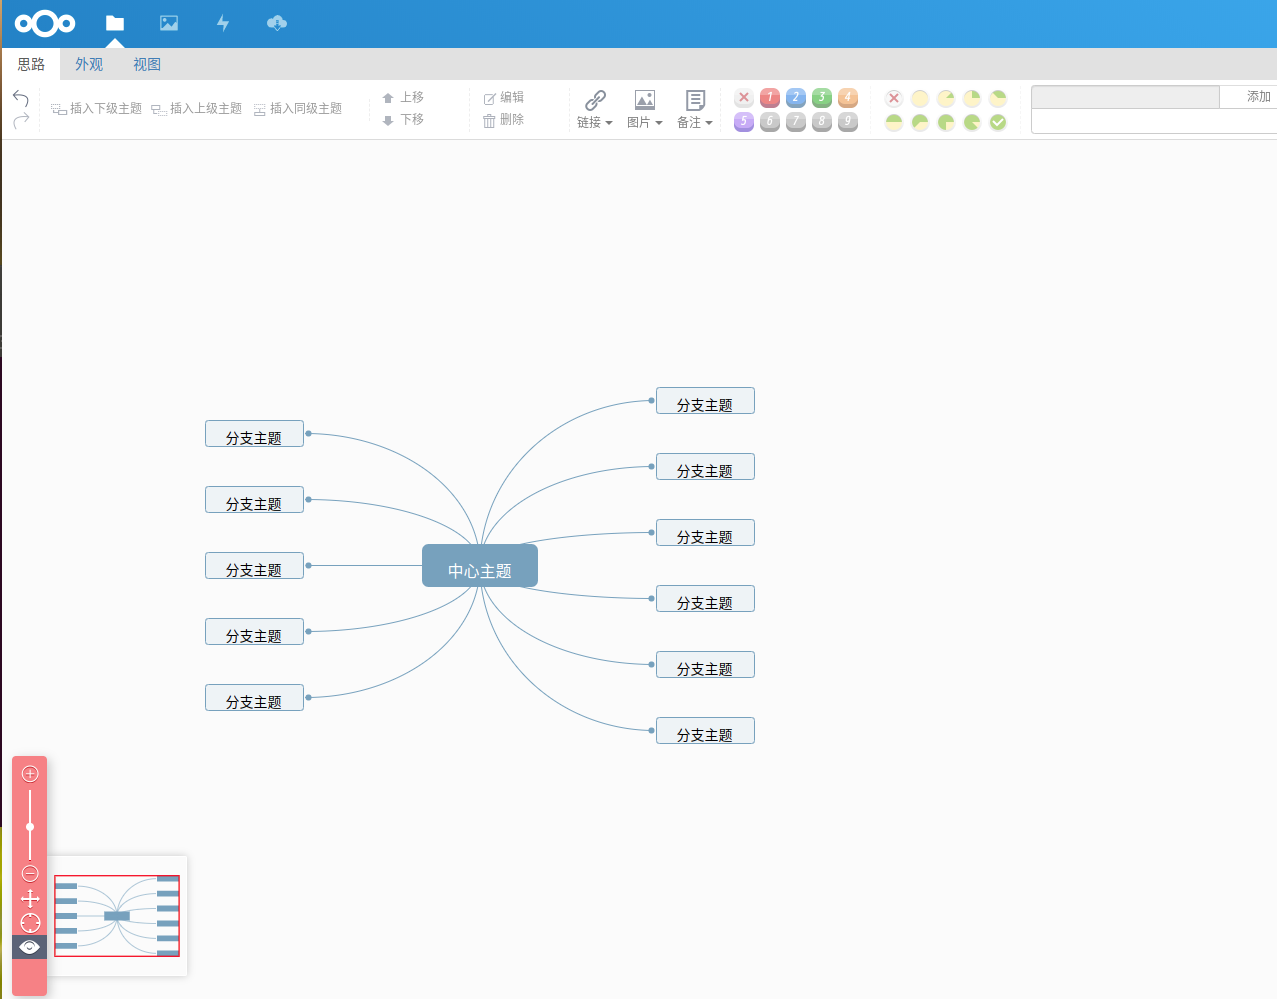 思路 外观 视图
插入下级主题 插入上级主题 插入同级主题
上移
下移
编辑
删除
链接 图片 备注
1 2 3 4
5 6 7 8 9
添加
分支主题
分支主题
分支主题
分支主题
分支主题
中心主题
分支主题
分支主题
分支主题
分支主题
分支主题
分支主题